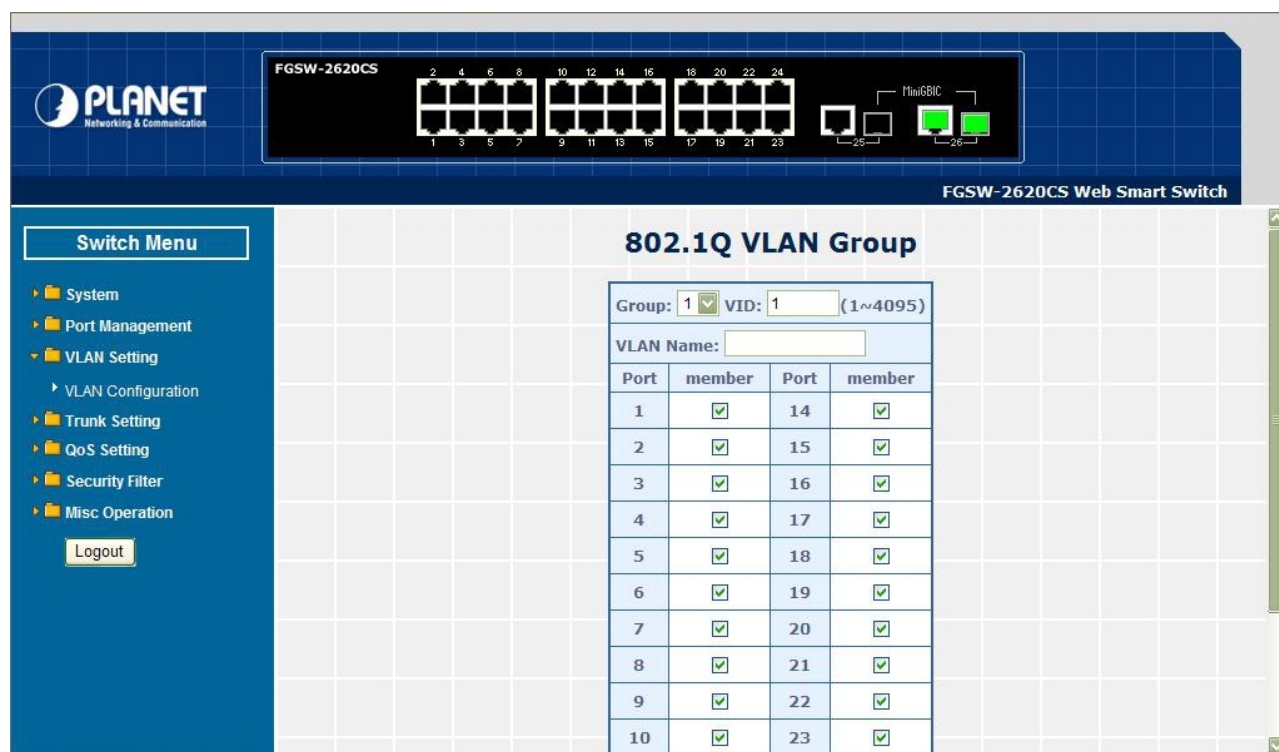 FGSW-2620CS
2 4 6 8 10 12 14 16 18 20 22 24
MiniGBIC
PLANET
Networking & Communication
1 3 5 7 9 11 13 15 17 19 21 23
25 26
FGSW-2620CS Web Smart Switch
Switch Menu
System
Port Management
VLAN Setting
VLAN Configuration
Trunk Setting
QoS Setting
Security Filter
Misc Operation
Logout
802.1Q VLAN Group
Group: 1 VID: 1 (1~4095)
VLAN Name:
Port member Port member
1 14
2 15
3 16
4 17
5 18
6 19
7 20
8 21
9 22
10 23